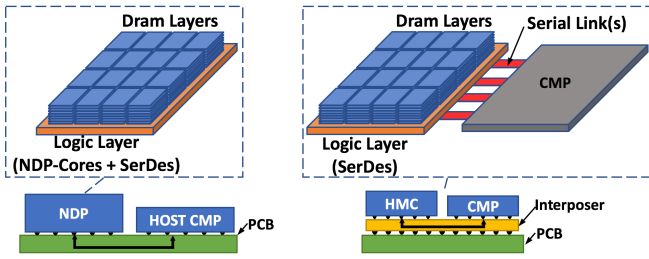 Dram Layers
Logic Layer
(NDP-Cores + SerDes)
NDP
HOST CMP
PCB
Dram Layers
Serial Link(s)
CMP
Logic Layer
(SerDes)
HMC
CMP
Interposer
PCB